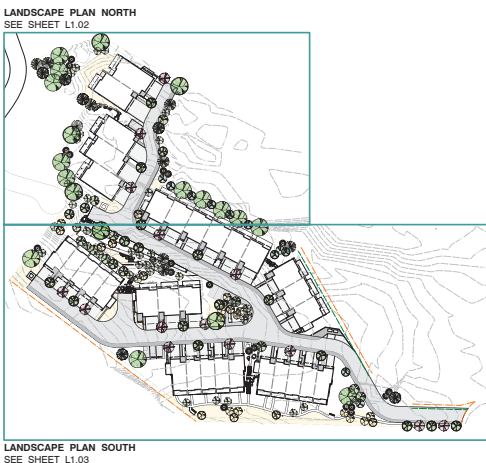 LANDSCAPE PLAN NORTH
SEE SHEET L1.02
LANDSCAPE PLAN SOUTH
SEE SHEET L1.03